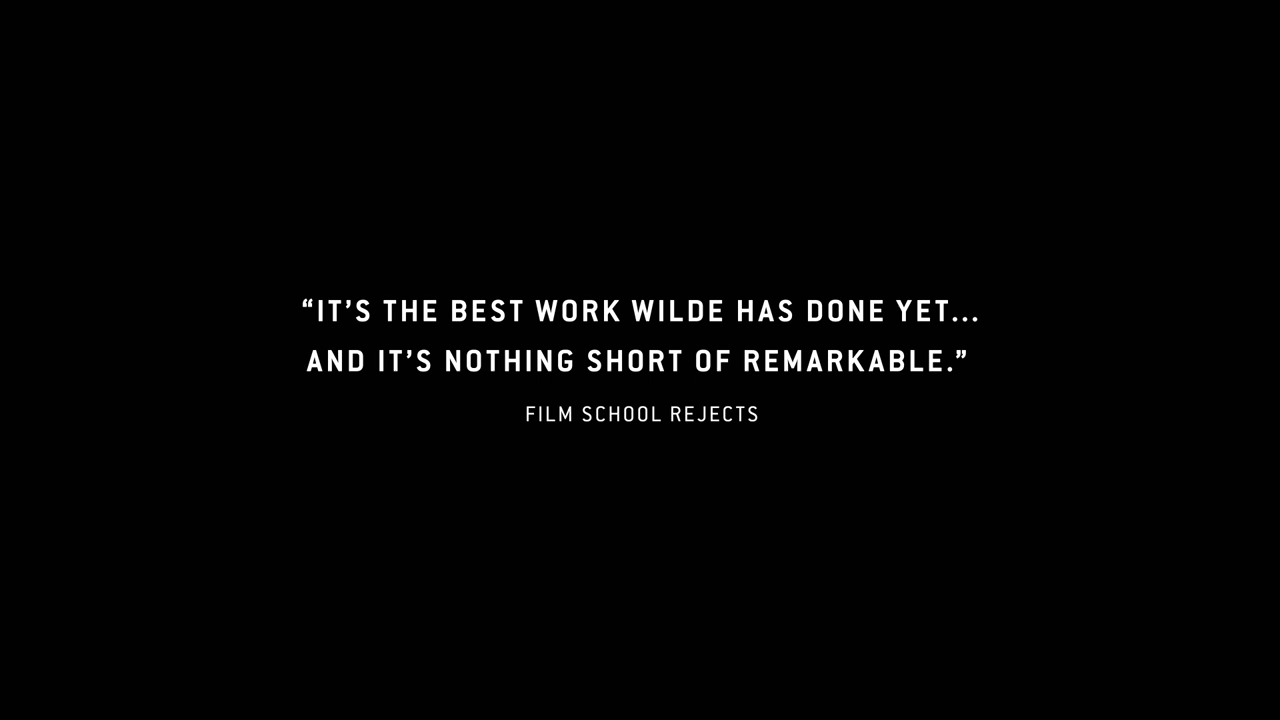 “IT’S THE BEST WORK WILDE HAS DONE YET...
AND IT’S NOTHING SHORT OF REMARKABLE.”
FILM SCHOOL REJECTS